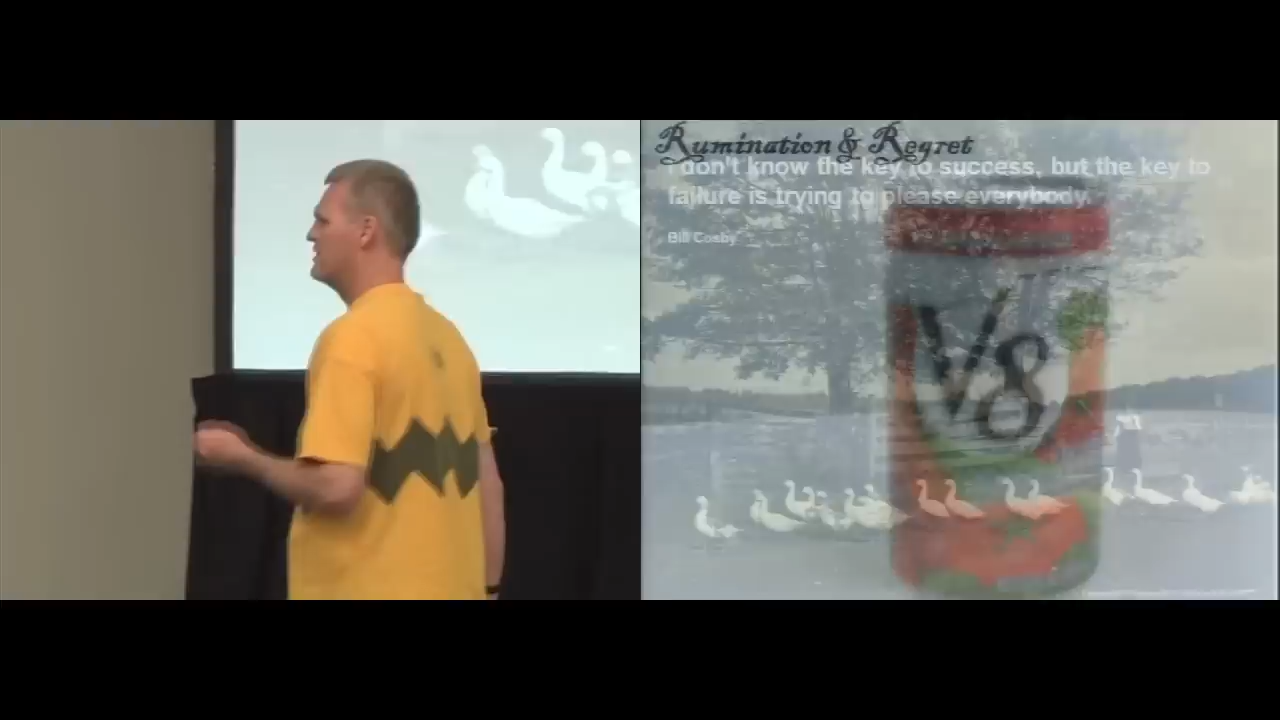 Rumination & Regret
I don't know the key to success, but the key to
failure is trying to please everybody.
Bill Cosby
V8